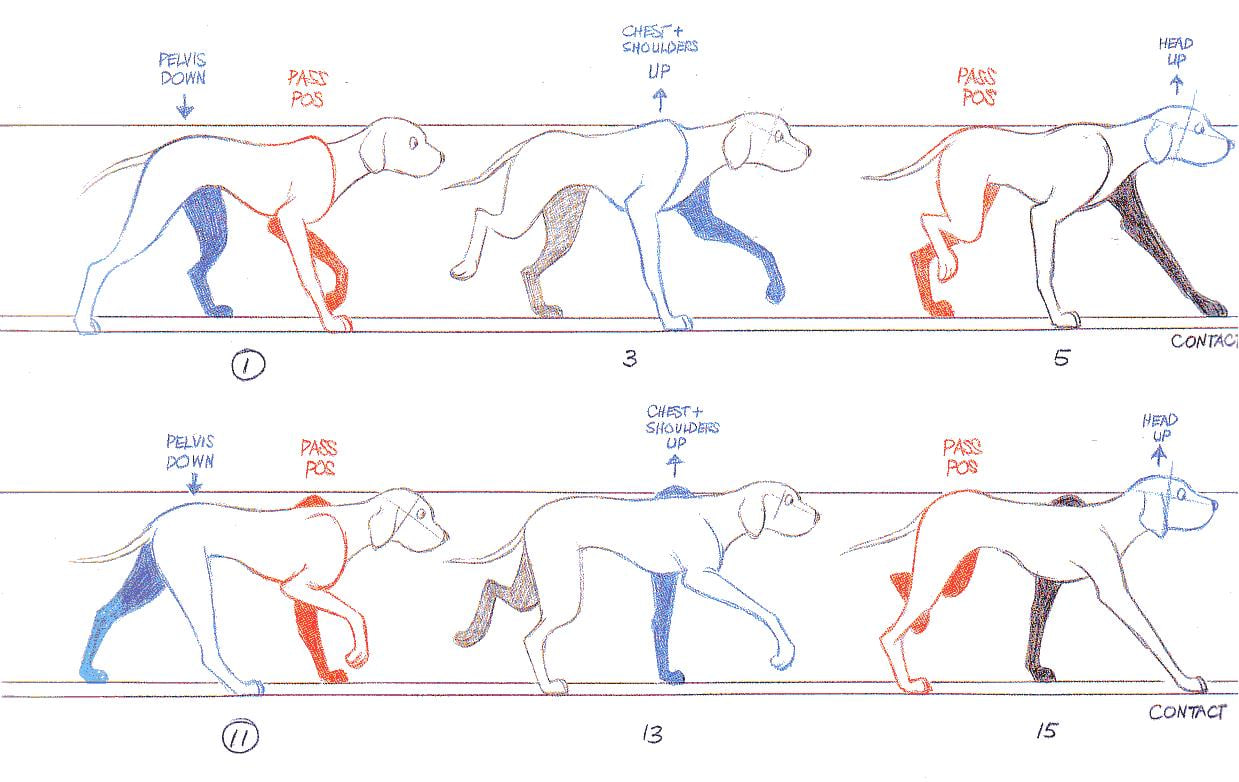 PELVIS
DOWN
PASS
POS
CHEST +
SHOULDERS
UP
PASS
POS
HEAD
UP
CONTACT
1
3
5
PELVIS
DOWN
PASS
POS
CHEST +
SHOULDERS
UP
PASS
POS
HEAD
UP
CONTACT
11
13
15